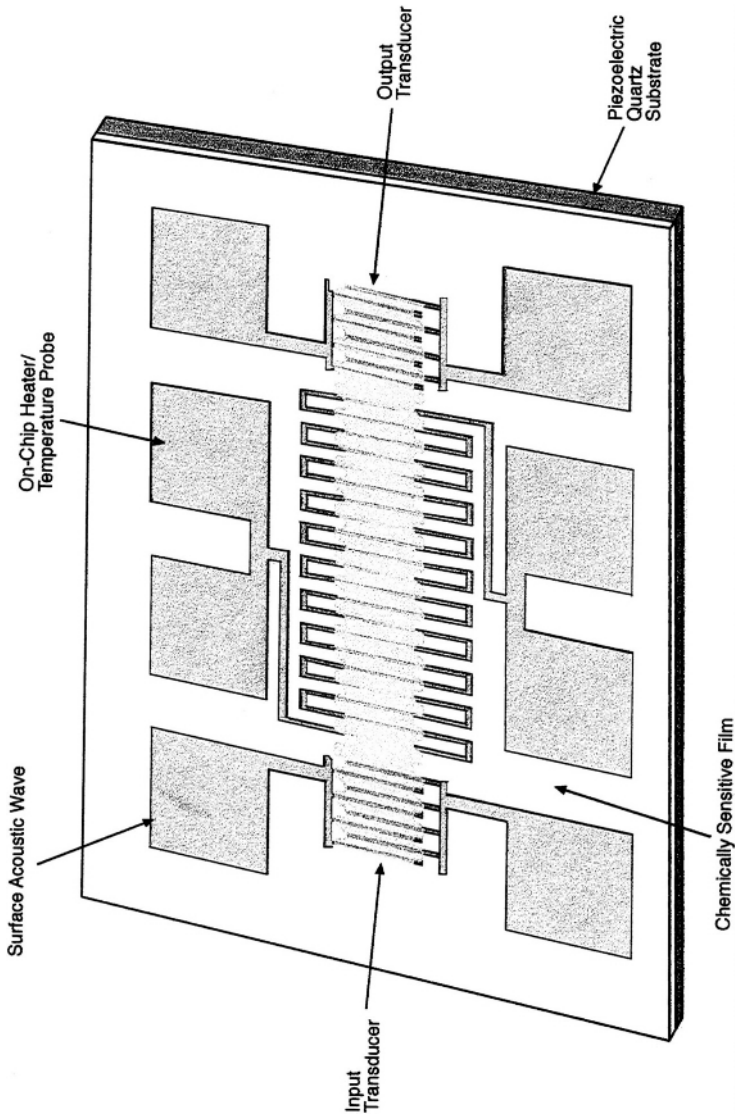 Surface Acoustic Wave
On-Chip Heater/
Temperature Probe
Output
Transducer
Piezoelectric
Quartz
Substrate
Input
Transducer
Chemically Sensitive Film